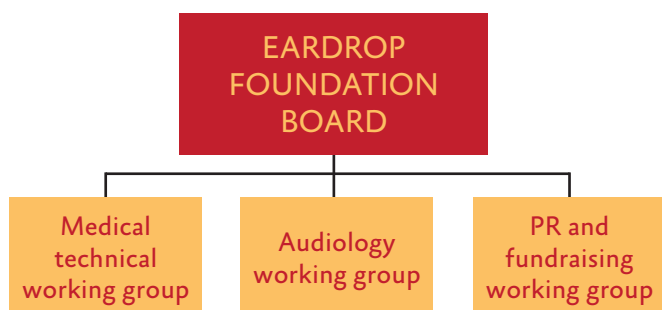 EARDROP
FOUNDATION
BOARD
Medical
technical
working group
Audiology
working group
PR and
fundraising
working group